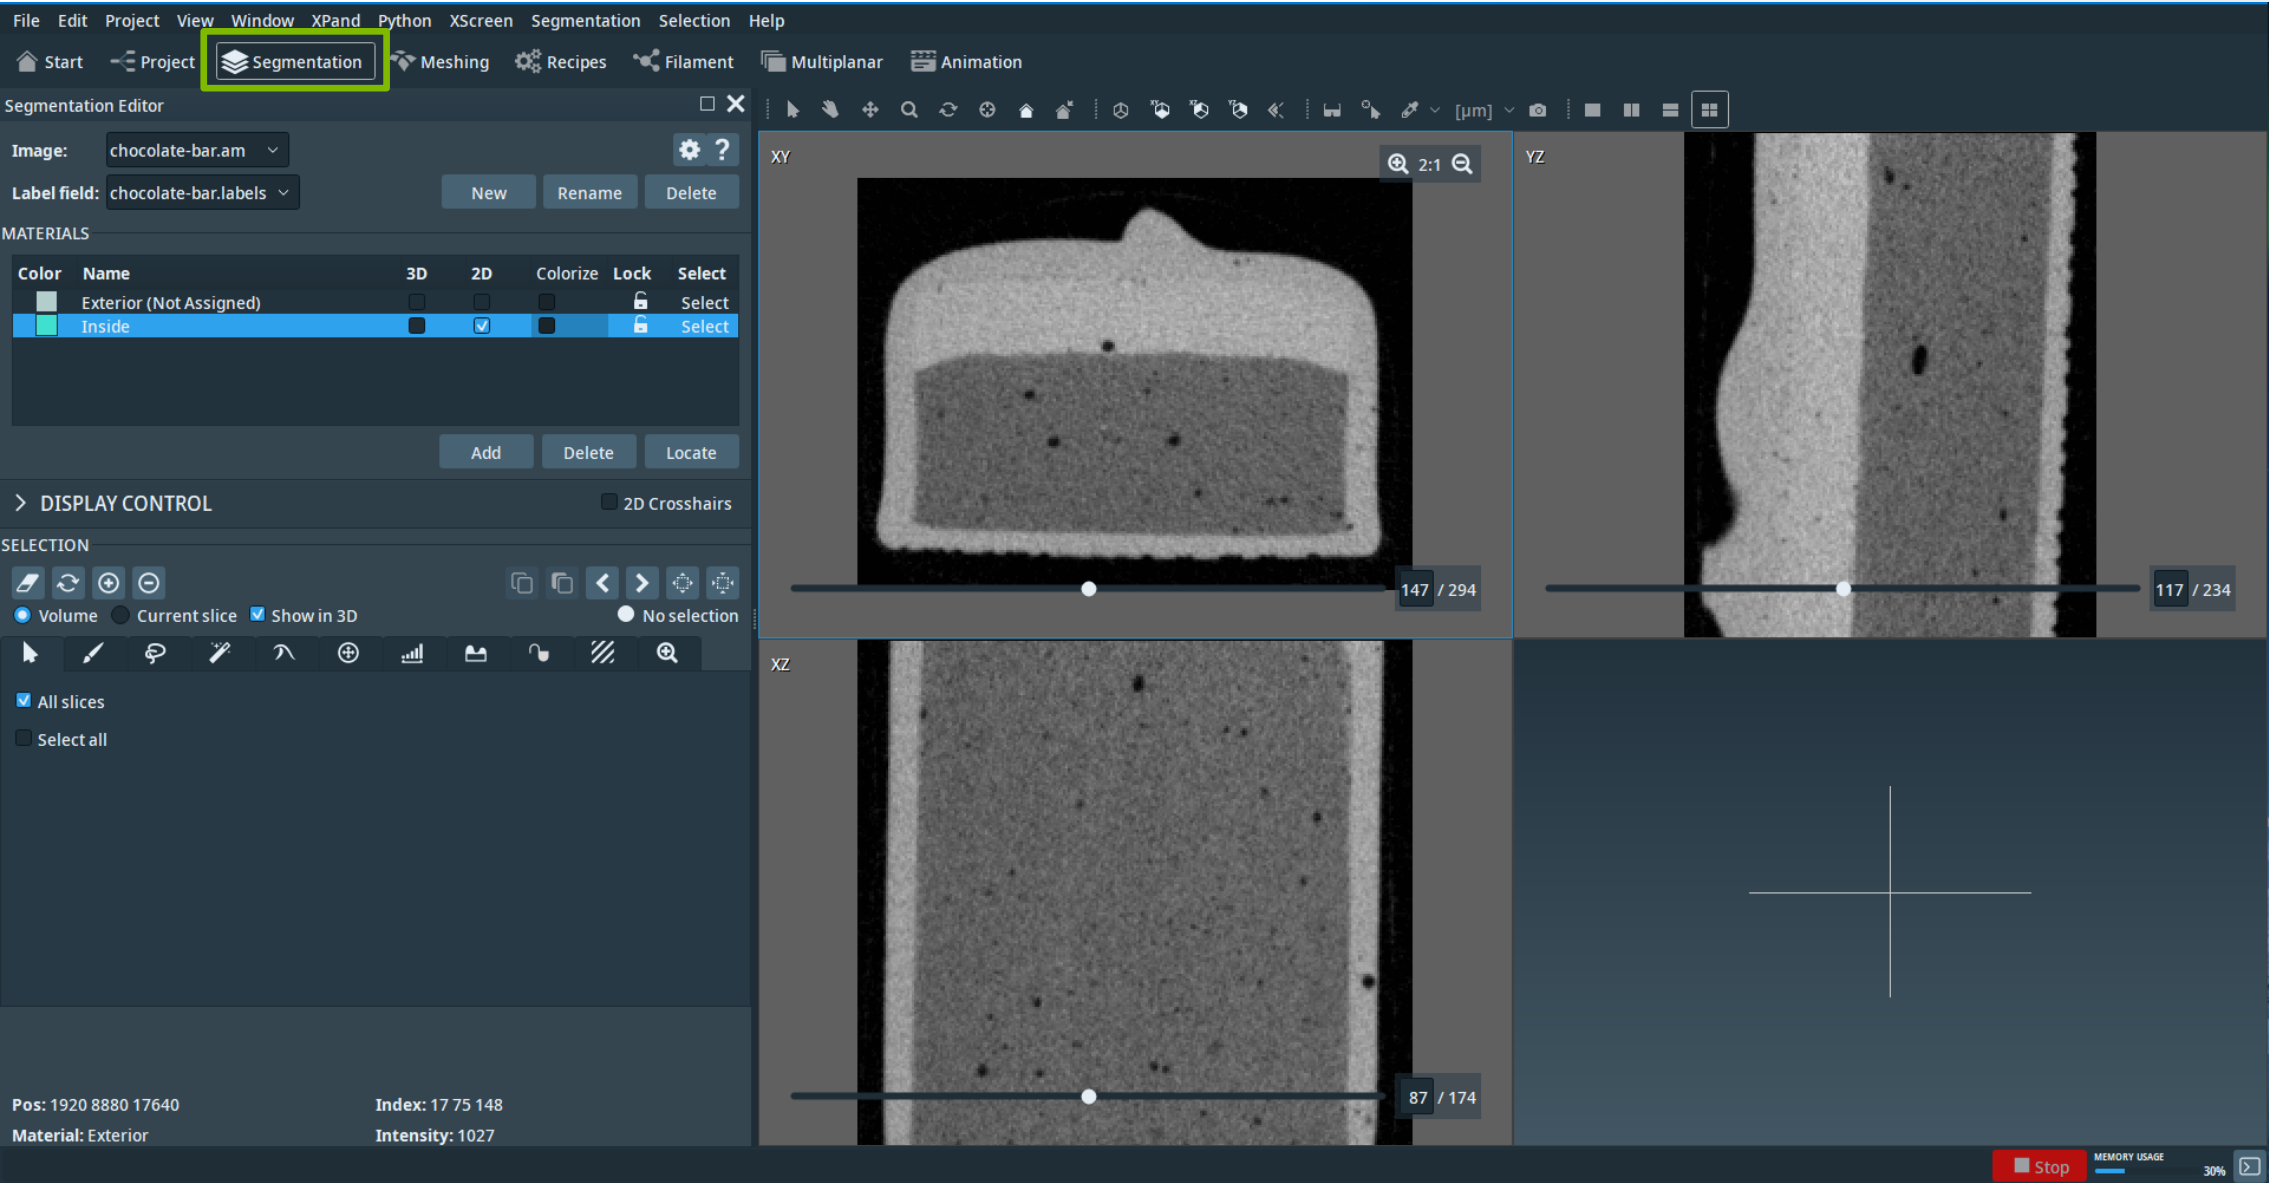 File Edit Project View Window XPand Python XScreen Segmentation Selection Help
Start Project Segmentation Meshing Recipes Filament Multiplanar Animation
Segmentation Editor
[µm]
Image: chocolate-bar.am ?
Label field: chocolate-bar.labels New Rename Delete
MATERIALS
Color Name 3D 2D Colorize Lock Select
Exterior (Not Assigned) Select
Inside Select
Add Delete Locate
DISPLAY CONTROL 2D Crosshairs
SELECTION
Volume Current slice Show in 3D No selection
All slices
Select all
Pos: 1920 8880 17640 Index: 17 75 148
Material: Exterior Intensity: 1027
XY 2:1
147 / 294
YZ
117 / 234
XZ
87 / 174
Stop MEMORY USAGE 30%